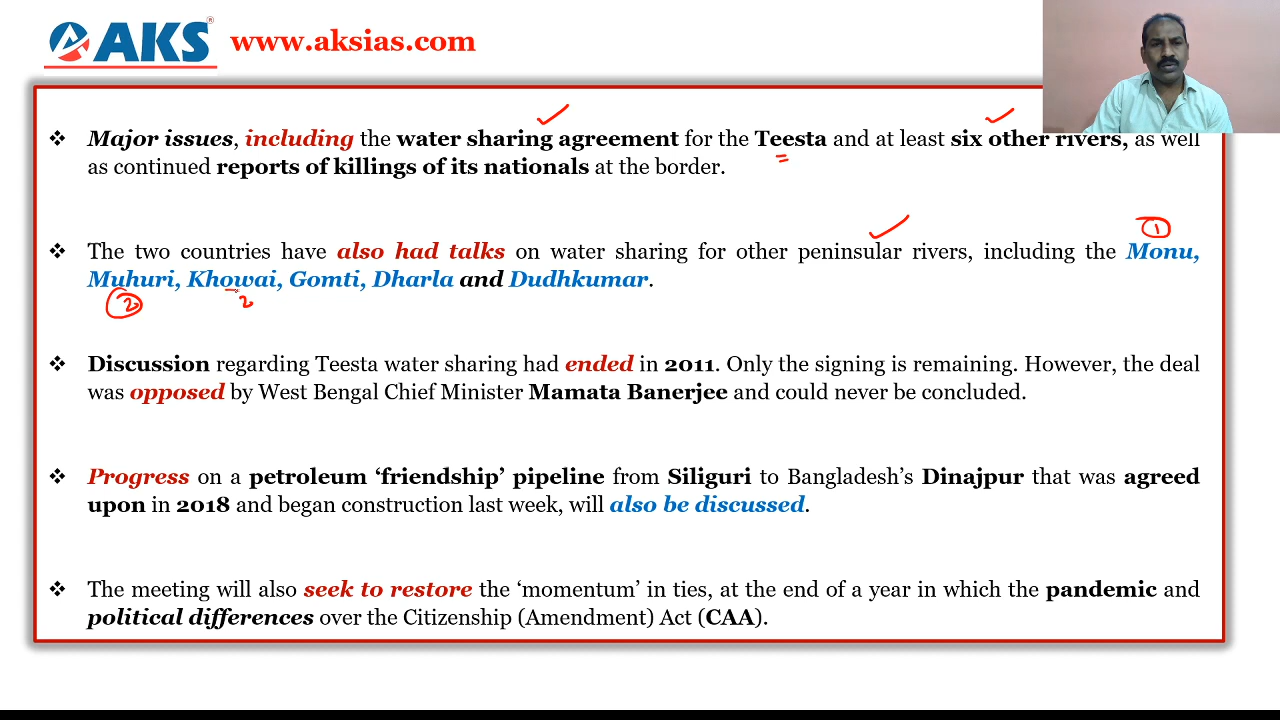 AKS® www.aksias.com
❖ Major issues, including the water sharing agreement for the Teesta and at least six other rivers, as well
as continued reports of killings of its nationals at the border.
1
❖ The two countries have also had talks on water sharing for other peninsular rivers, including the Monu,
Muhuri, Khowai, Gomti, Dharla and Dudhkumar.
2 2
❖ Discussion regarding Teesta water sharing had ended in 2011. Only the signing is remaining. However, the deal
was opposed by West Bengal Chief Minister Mamata Banerjee and could never be concluded.
❖ Progress on a petroleum ‘friendship’ pipeline from Siliguri to Bangladesh’s Dinajpur that was agreed
upon in 2018 and began construction last week, will also be discussed.
❖ The meeting will also seek to restore the ‘momentum’ in ties, at the end of a year in which the pandemic and
political differences over the Citizenship (Amendment) Act (CAA).